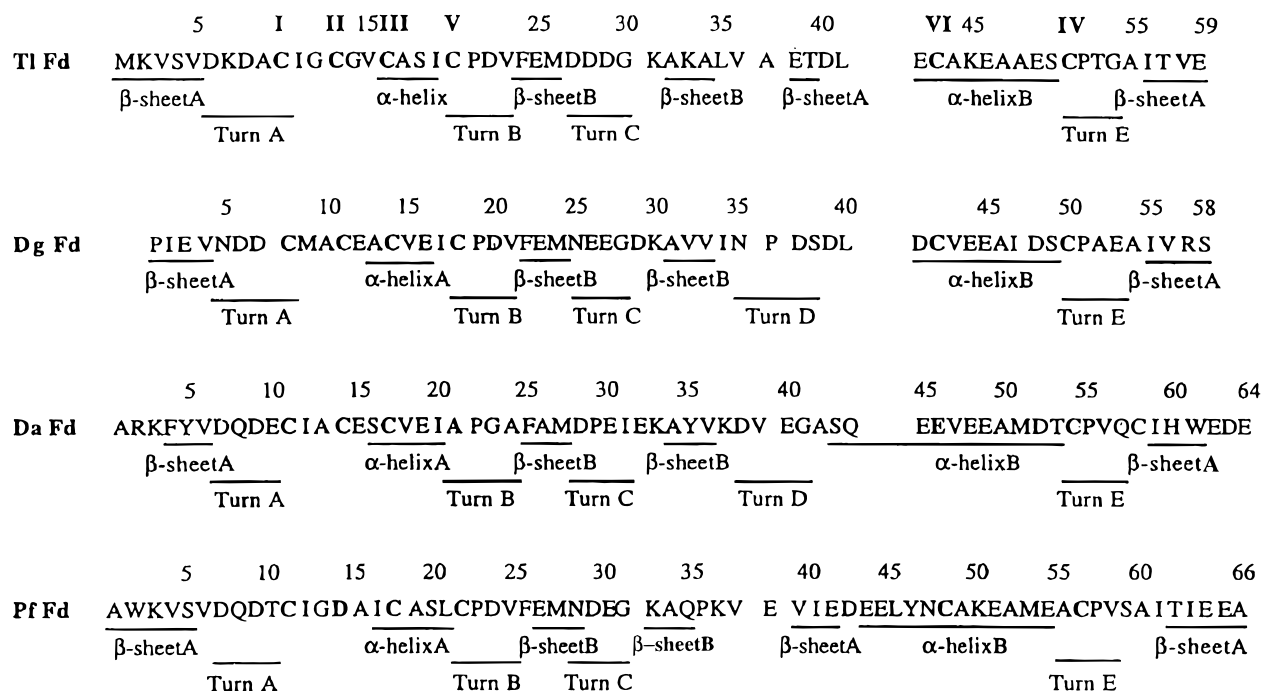 5 I II 15 III V 25 30 35 40 VI 45 IV 55 59
Tl Fd MKVSVDKDACIGCGVCASICPDVFEMDDDG KAKALV A ETDL ECAKEAAESCPTGAITVE
β-sheetA α-helix β-sheetB β-sheetB β-sheetA α-helixB β-sheetA
Turn A Turn B Turn C Turn E
5 10 15 20 25 30 35 40 45 50 55 58
Dg Fd PIEVNDD CMACEACVEICPDVFEMNEEGDKAVVIN P DSDL DCVEEAIDSCPAEAIVRS
β-sheetA α-helixA β-sheetB β-sheetB α-helixB β-sheetA
Turn A Turn B Turn C Turn D Turn E
5 10 15 20 25 30 35 40 45 50 55 60 64
Da Fd ARKFYVDQDECIACESCVEIAPGAFAMDPEIEKAYVKDV EGASQ EEVEEAMDTCPVQCIHWEDE
β-sheetA α-helixA β-sheetB β-sheetB α-helixB β-sheetA
Turn A Turn B Turn C Turn D Turn E
5 10 15 20 25 30 35 40 45 50 55 60 66
Pf Fd AWKVSVDQDTCIGDAICASLCPDVFEMNDEG KAQPKV E VIEDEELYNCAKEAMEACPVSAITIEEA
β-sheetA α-helixA β-sheetB β-sheetB β-sheetA α-helixB β-sheetA
Turn A Turn B Turn C Turn E